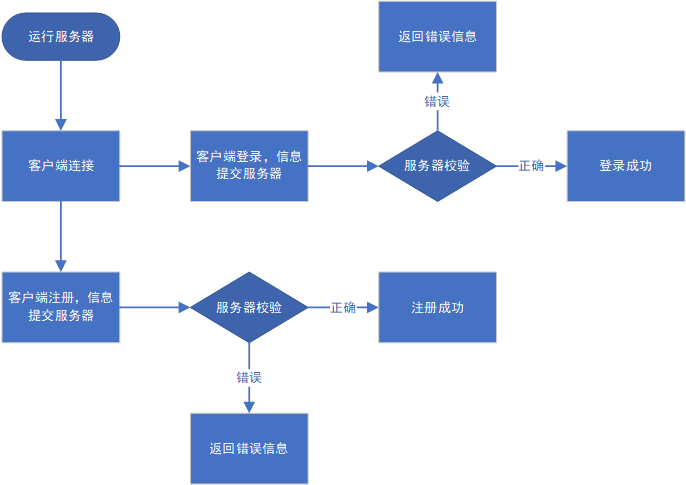 运行服务器
返回错误信息
错误
客户端连接
客户端登录，信息
提交服务器
服务器校验
正确
登录成功
客户端注册，信息
提交服务器
服务器校验
正确
注册成功
错误
返回错误信息